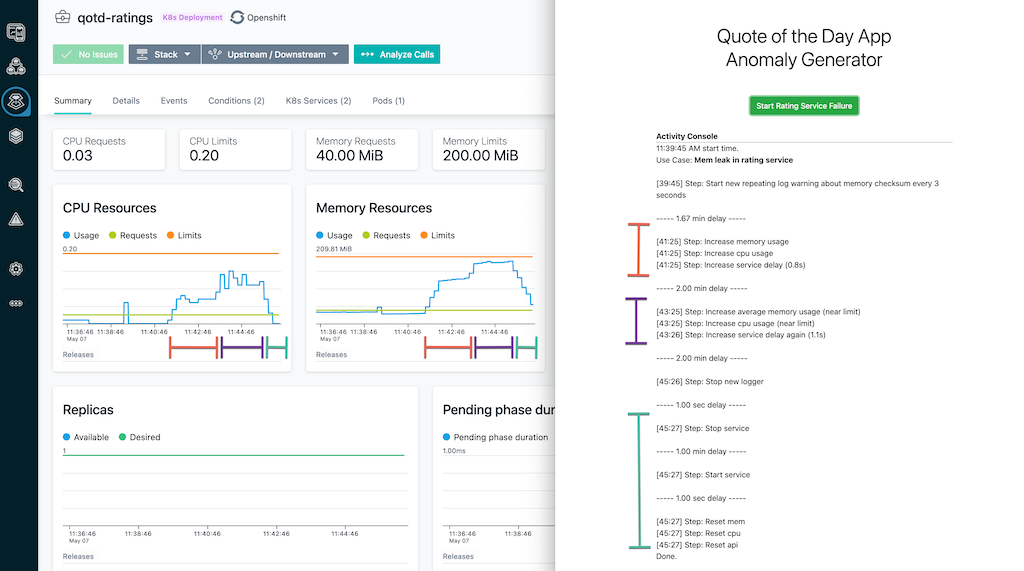 qotd-ratings K8s Deployment Openshift
No Issues Stack Upstream / Downstream Analyze Calls
Summary Details Events Conditions (2) K8s Services (2) Pods (1)
CPU Requests
0.03
CPU Limits
0.20
Memory Requests
40.00 MiB
Memory Limits
200.00 MiB
CPU Resources
Usage Requests Limits
0.20
11:36:46 11:38:46 11:40:46 11:42:46 11:44:46
May 07
Releases
Memory Resources
Usage Requests Limits
209.81 MiB
11:36:46 11:38:46 11:40:46 11:42:46 11:44:46
May 07
Releases
Replicas
Available Desired
1
11:36:46 11:38:46 11:40:46 11:42:46 11:44:46
May 07
Releases
Pending phase dur
Pending phase duration
1.00ms
11:36:46 11:38:46
May 07
Releases
Quote of the Day App
Anomaly Generator
Start Rating Service Failure
Activity Console
11:39:45 AM start time.
Use Case: Mem leak in rating service
[39:45] Step: Start new repeating log warning about memory checksum every 3
seconds
----- 1.67 min delay -----
[41:25] Step: Increase memory usage
[41:25] Step: Increase cpu usage
[41:25] Step: Increase service delay (0.8s)
----- 2.00 min delay -----
[43:25] Step: Increase average memory usage (near limit)
[43:25] Step: Increase cpu usage (near limit)
[43:26] Step: Increase service delay again (1.1s)
----- 2.00 min delay -----
[45:26] Step: Stop new logger
----- 1.00 sec delay -----
[45:27] Step: Stop service
----- 1.00 min delay -----
[45:27] Step: Start service
----- 1.00 sec delay -----
[45:27] Step: Reset mem
[45:27] Step: Reset cpu
[45:27] Step: Reset api
Done.